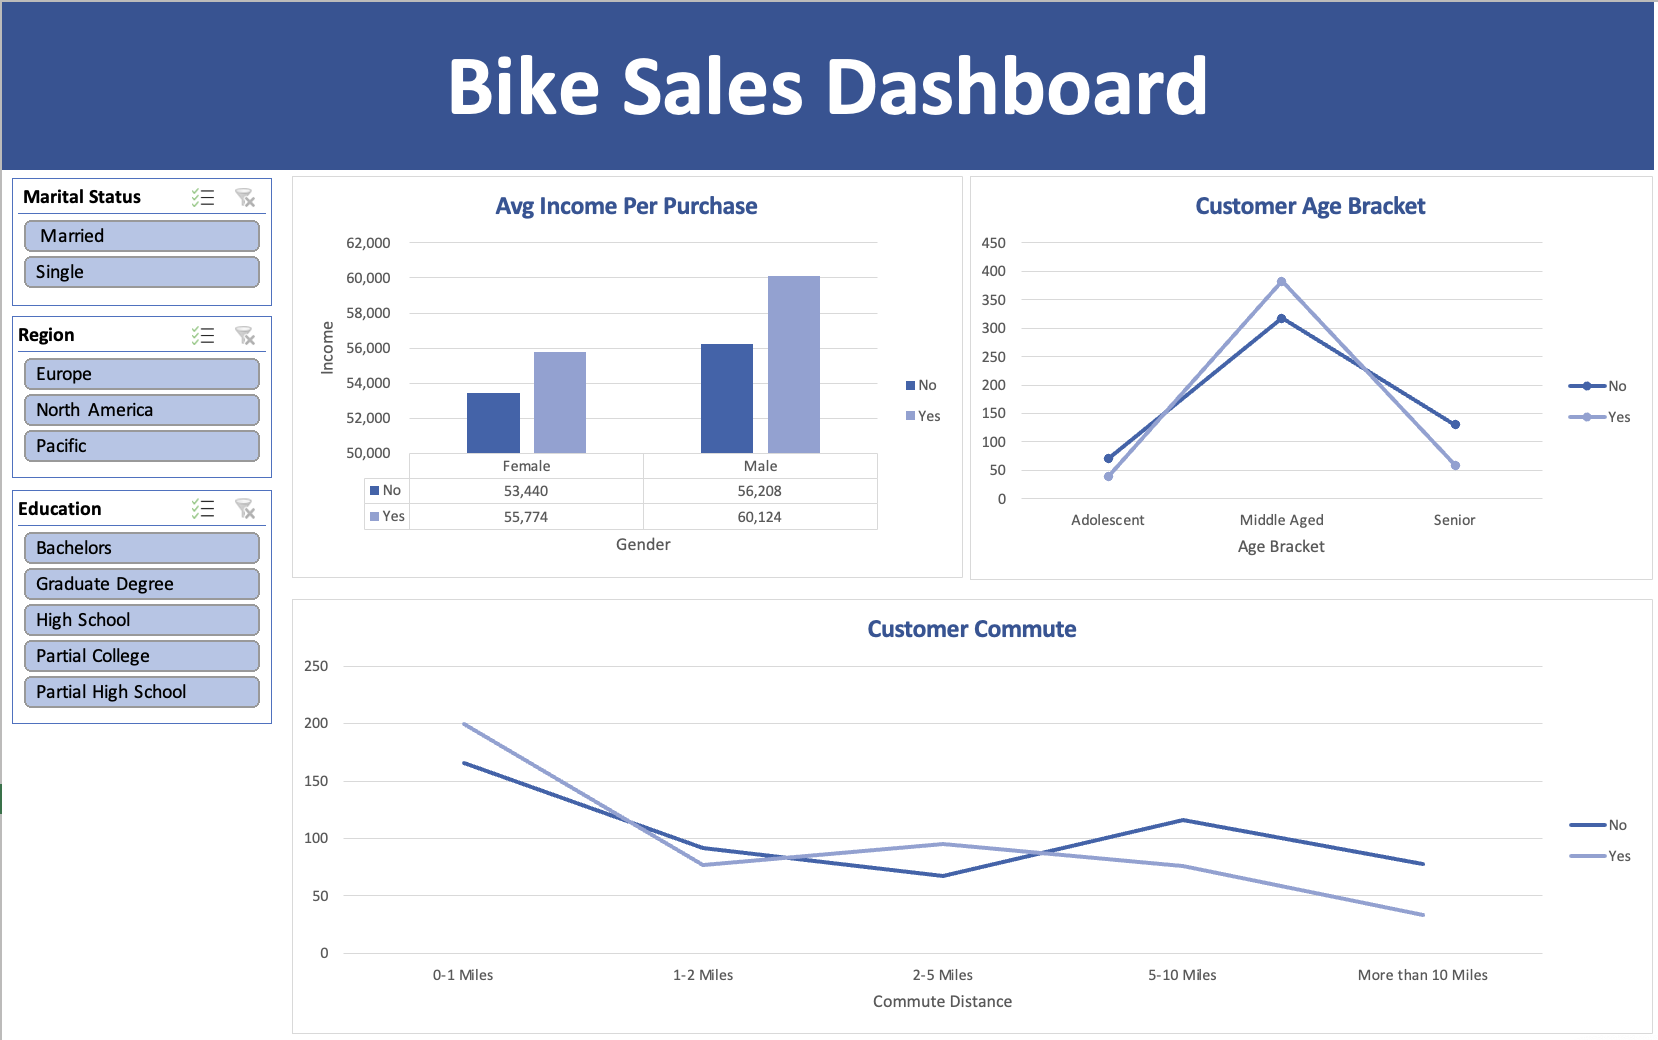 Bike Sales Dashboard
Marital Status
Married
Single
Region
Europe
North America
Pacific
Education
Bachelors
Graduate Degree
High School
Partial College
Partial High School
Avg Income Per Purchase
62,000
60,000
58,000
56,000
54,000
52,000
50,000
Income
Female Male
No 53,440 56,208
Yes 55,774 60,124
Gender
No
Yes
Customer Age Bracket
450
400
350
300
250
200
150
100
50
0
Adolescent Middle Aged Senior
Age Bracket
No
Yes
Customer Commute
250
200
150
100
50
0
0-1 Miles 1-2 Miles 2-5 Miles 5-10 Miles More than 10 Miles
Commute Distance
No
Yes